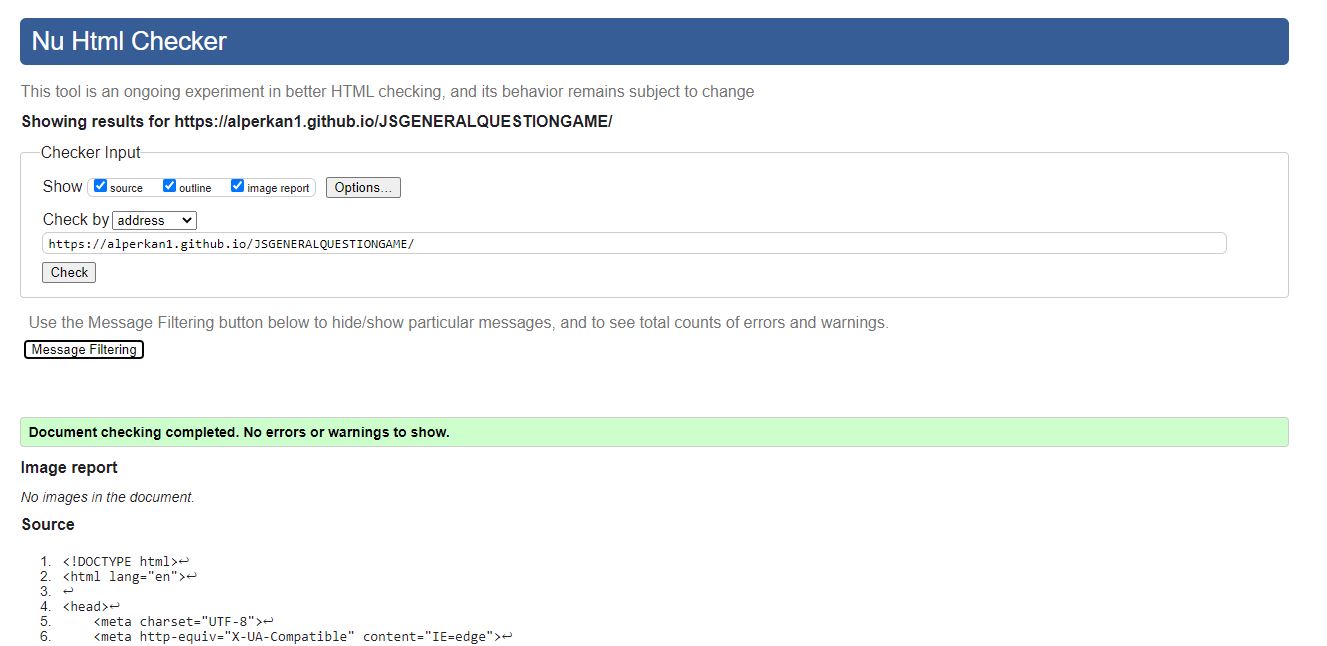 Nu Html Checker
This tool is an ongoing experiment in better HTML checking, and its behavior remains subject to change
Showing results for https://alperkan1.github.io/JSGENERALQUESTIONGAME/
Checker Input
Show source outline image report Options...
Check by address
https://alperkan1.github.io/JSGENERALQUESTIONGAME/
Check
Use the Message Filtering button below to hide/show particular messages, and to see total counts of errors and warnings.
Message Filtering
Document checking completed. No errors or warnings to show.
Image report
No images in the document.
Source
1. <!DOCTYPE html>↩
2. <html lang="en">↩
3. ↩
4. <head>↩
5. <meta charset="UTF-8">↩
6. <meta http-equiv="X-UA-Compatible" content="IE=edge">↩